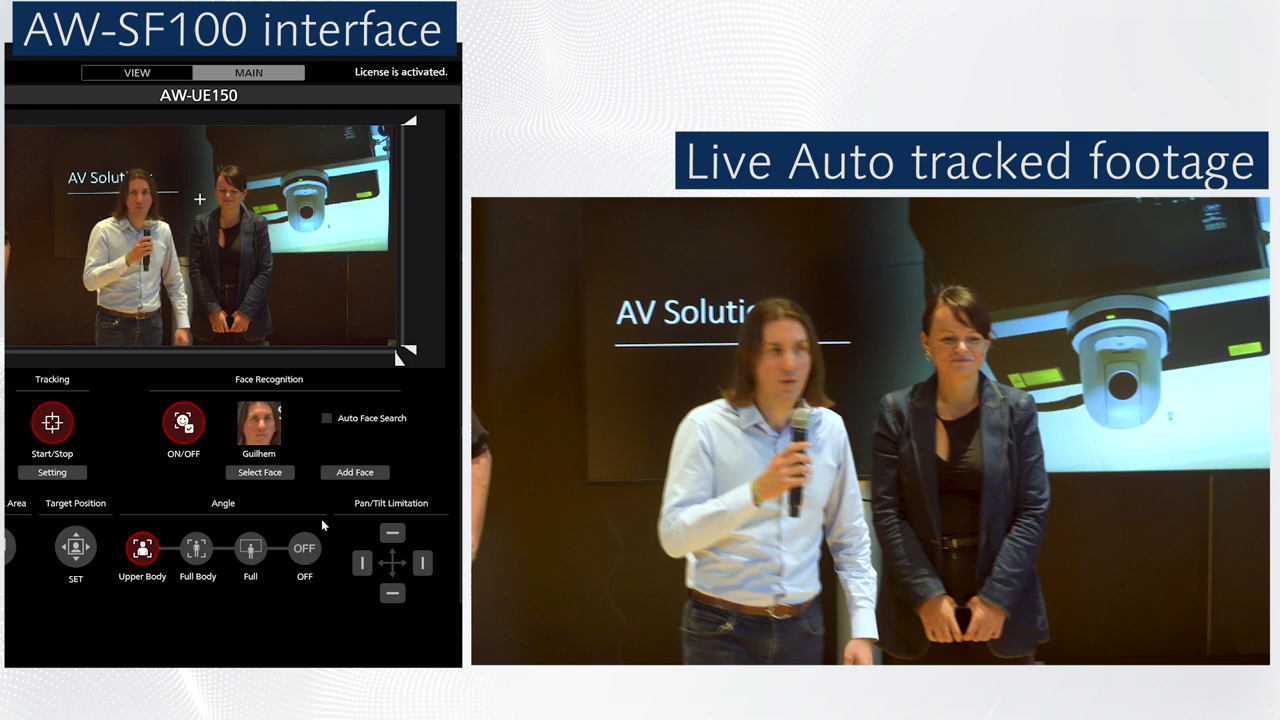 AW-SF100 interface
VIEW
MAIN
License is activated.
AW-UE150
AV Solut
Tracking
Face Recognition
Start/Stop
Setting
ON/OFF
Guilhem
Select Face
Auto Face Search
Add Face
Area
Target Position
Angle
Pan/Tilt Limitation
SET
OFF
Upper Body
Full Body
Full
OFF
Live Auto tracked footage
AV Soluti